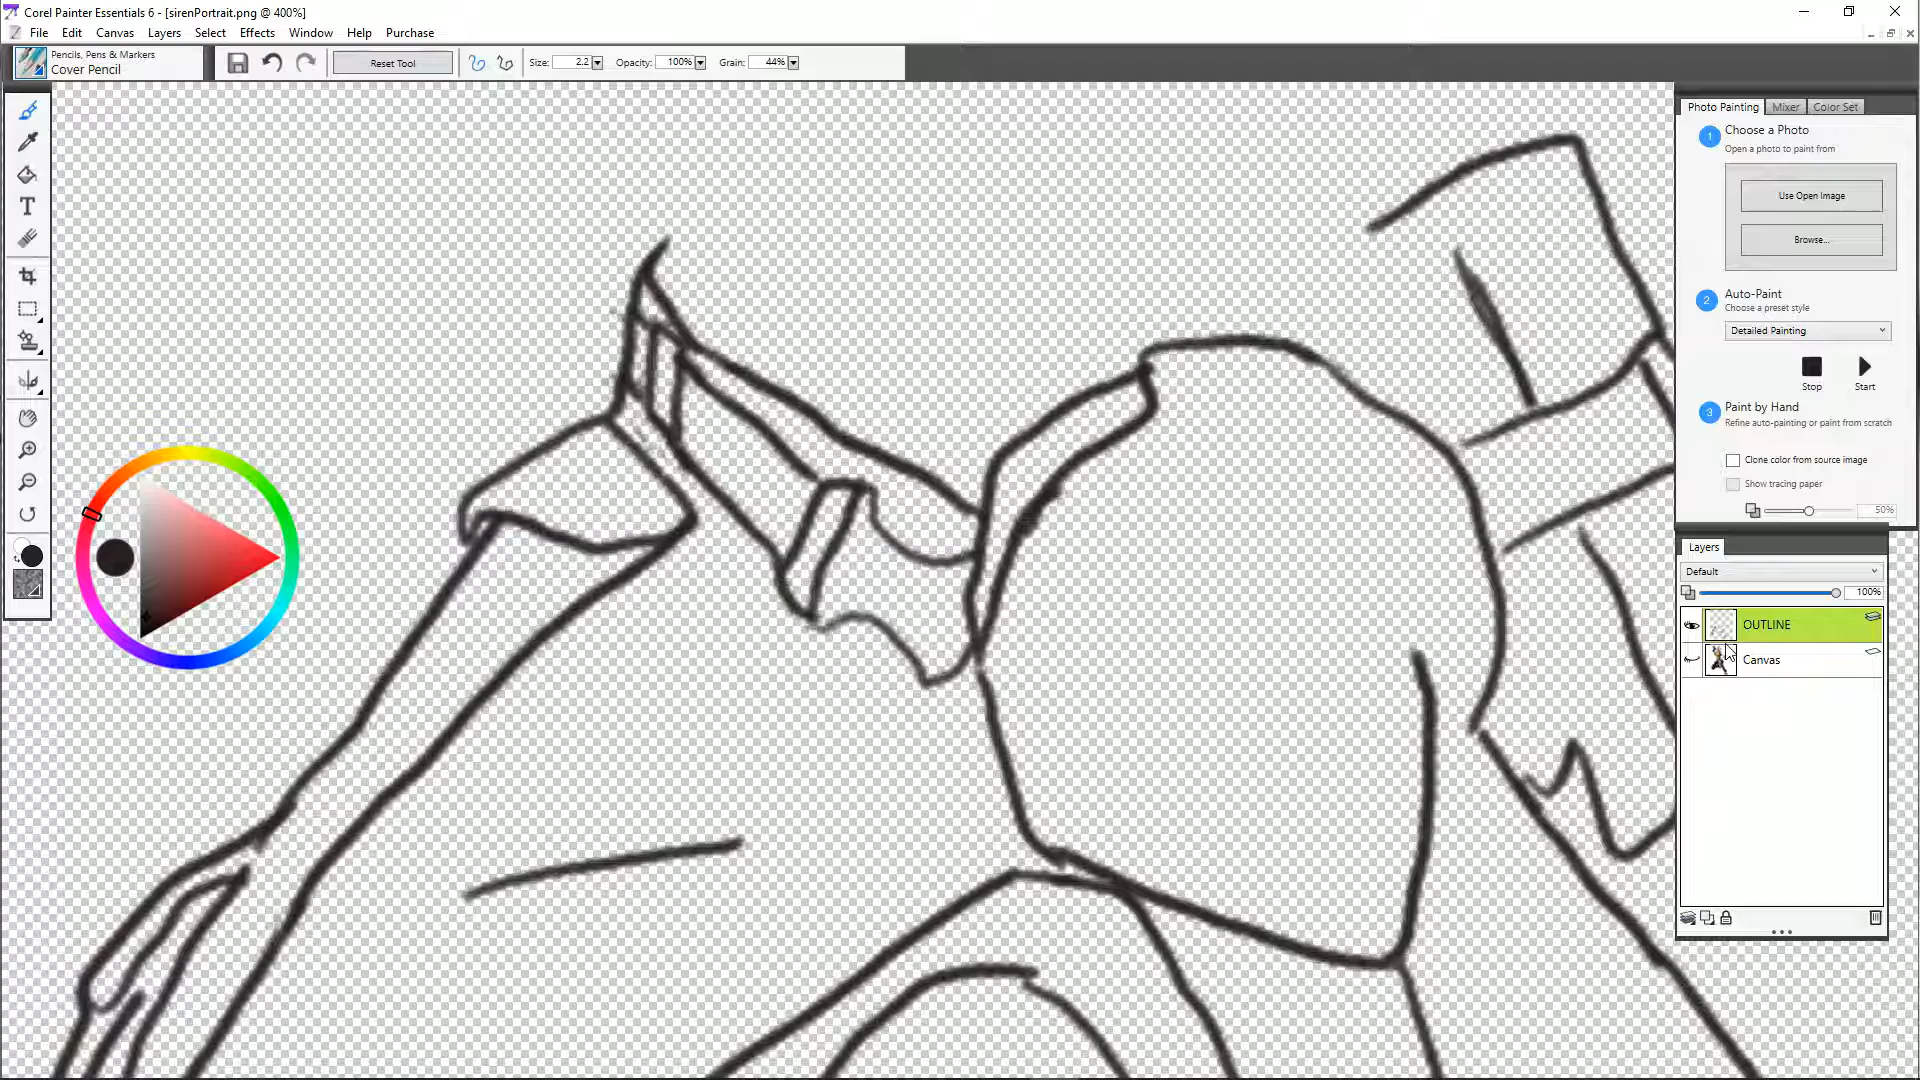 Corel Painter Essentials 6 - [sirenPortrait.png @ 400%]
File Edit Canvas Layers Select Effects Window Help Purchase
Pencils, Pens & Markers
Cover Pencil
Reset Tool
Size: 2.2 Opacity: 100% Grain: 44%
Photo Painting Mixer Color Set
1 Choose a Photo
Open a photo to paint from
Use Open Image
Browse...
2 Auto-Paint
Choose a preset style
Detailed Painting
Stop Start
3 Paint by Hand
Refine auto-painting or paint from scratch
Clone color from source image
Show tracing paper
50%
Layers
Default
100%
OUTLINE
Canvas